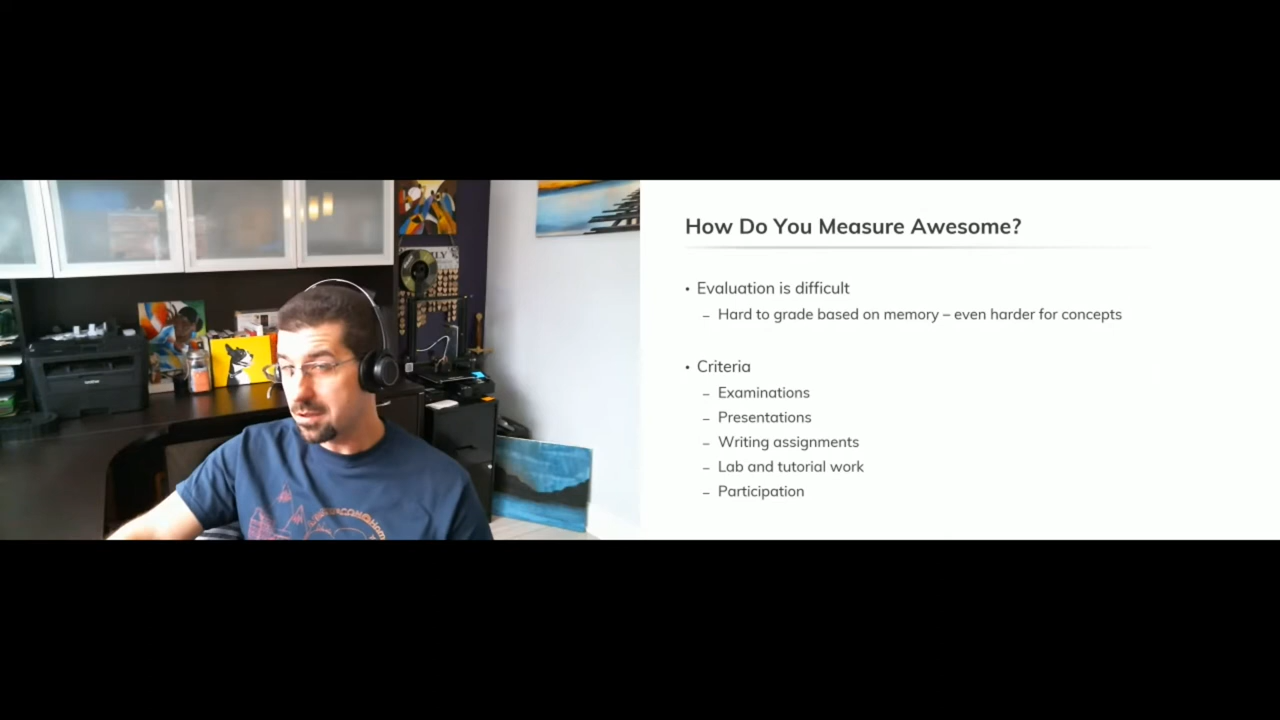 How Do You Measure Awesome?
• Evaluation is difficult
– Hard to grade based on memory – even harder for concepts
• Criteria
– Examinations
– Presentations
– Writing assignments
– Lab and tutorial work
– Participation
brother